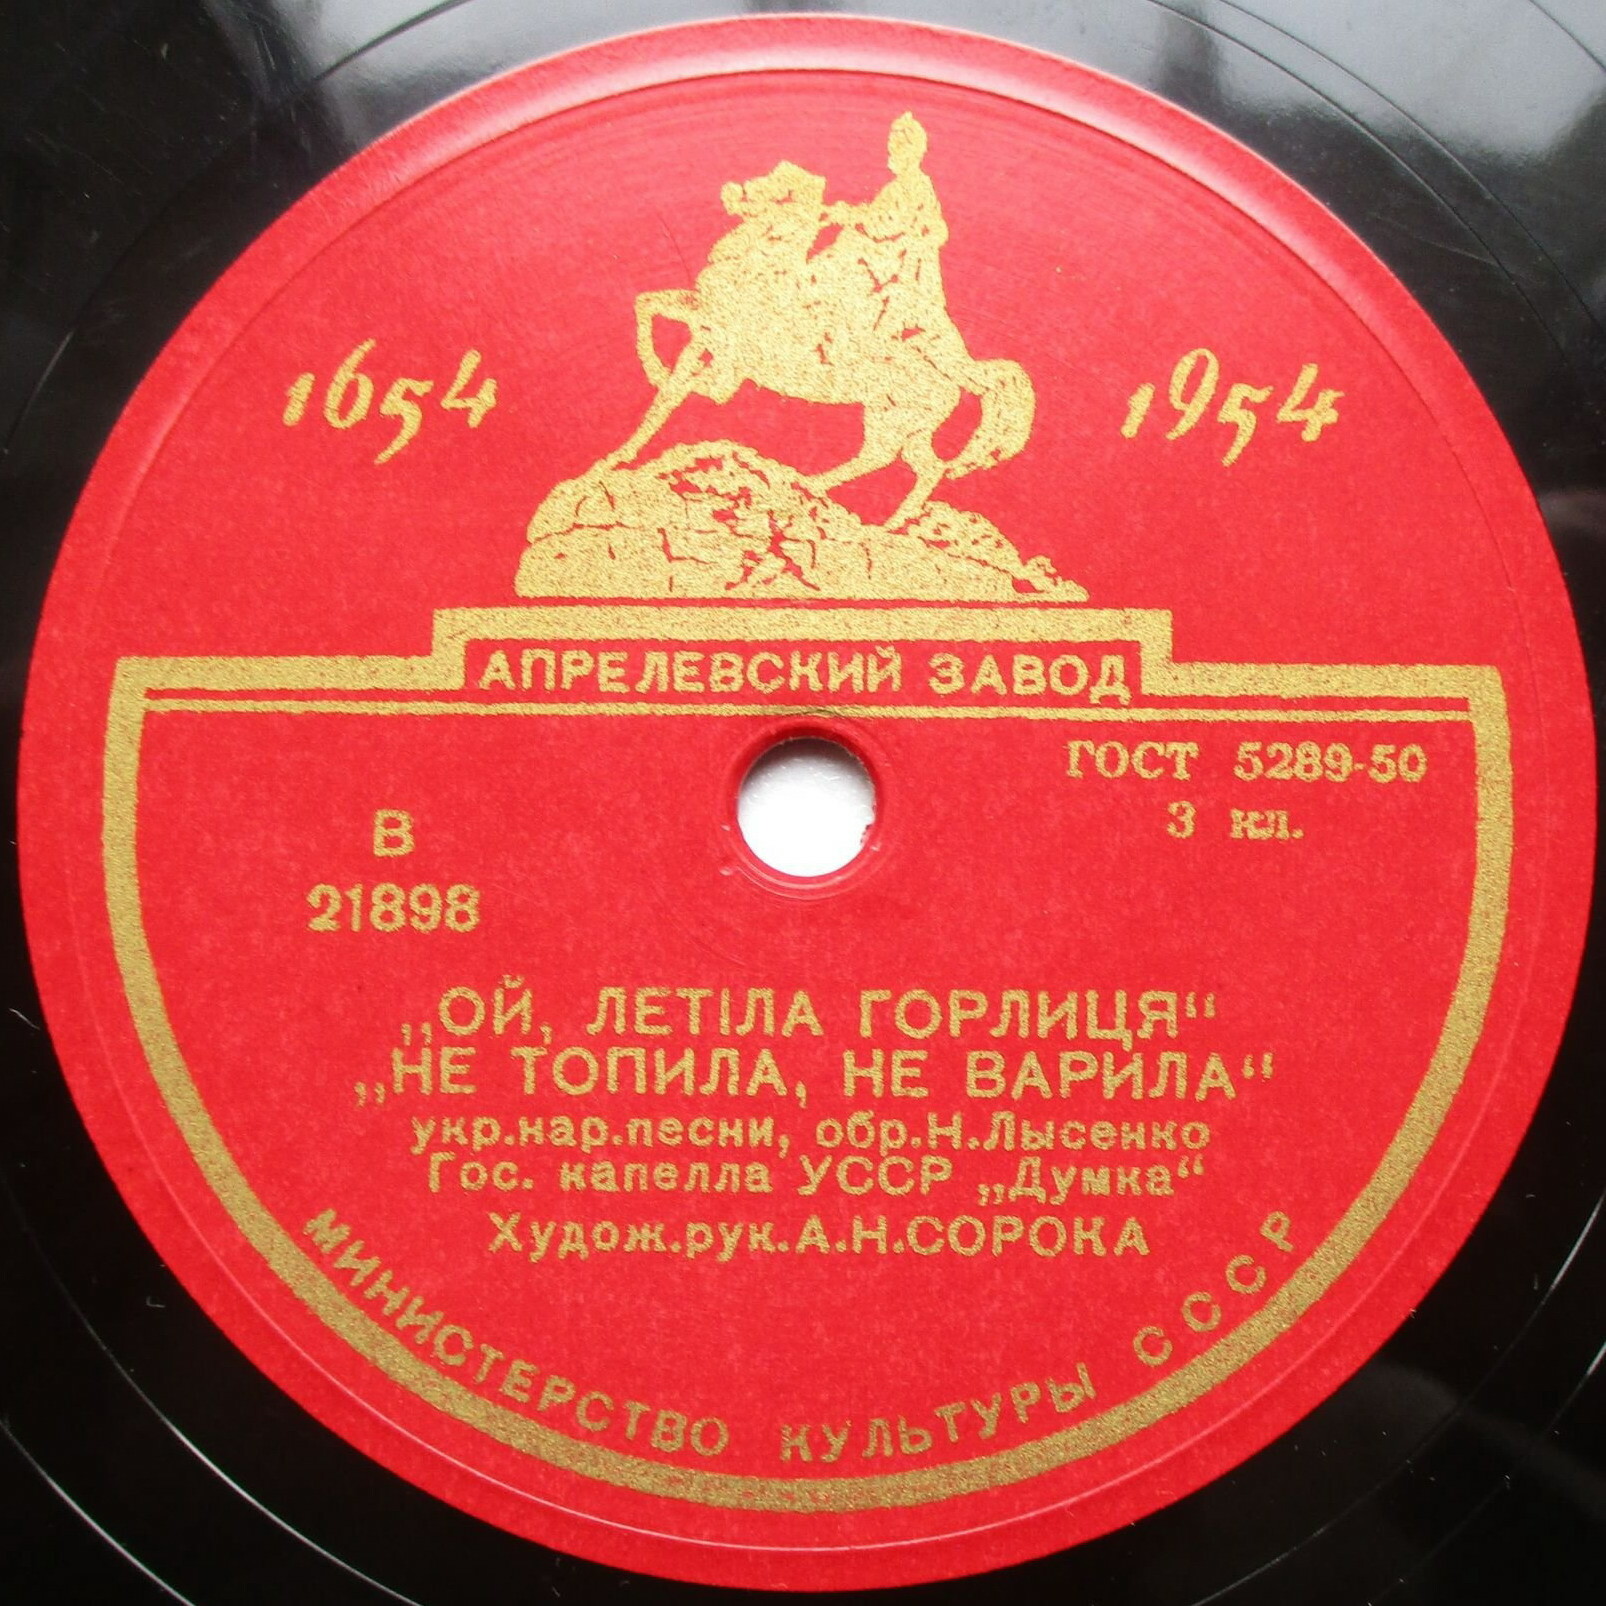 1654 1954
АПРЕЛЕВСКИЙ ЗАВОД
ГОСТ 5289-50
3 кл.
В
21898
„ОЙ, ЛЕТІЛА ГОРЛИЦЯ“
„НЕ ТОПИЛА, НЕ ВАРИЛА“
укр.нар.песни, обр.Н.Лысенко
Гос. капелла УССР „Думка“
Худож.рук.А.Н.СОРОКА
МИНИСТЕРСТВО КУЛЬТУРЫ СССР